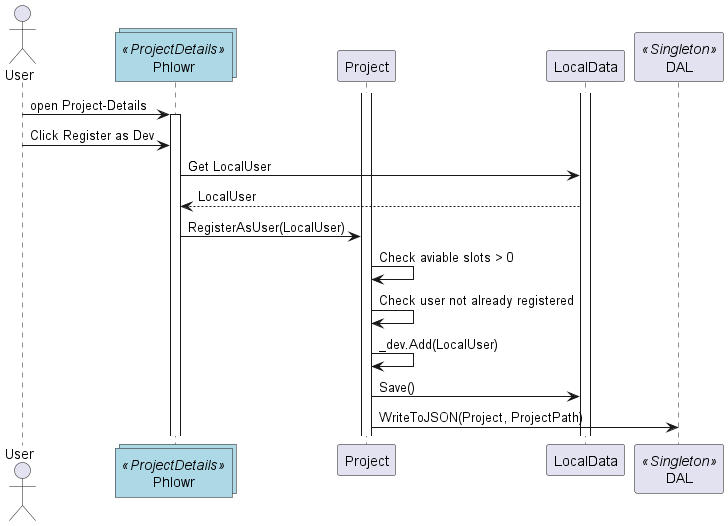 User
«ProjectDetails»
Phlowr
Project
LocalData
«Singleton»
DAL
open Project-Details
Click Register as Dev
Get LocalUser
LocalUser
RegisterAsUser(LocalUser)
Check aviable slots > 0
Check user not already registered
_dev.Add(LocalUser)
Save()
WriteToJSON(Project, ProjectPath)
User
«ProjectDetails»
Phlowr
Project
LocalData
«Singleton»
DAL